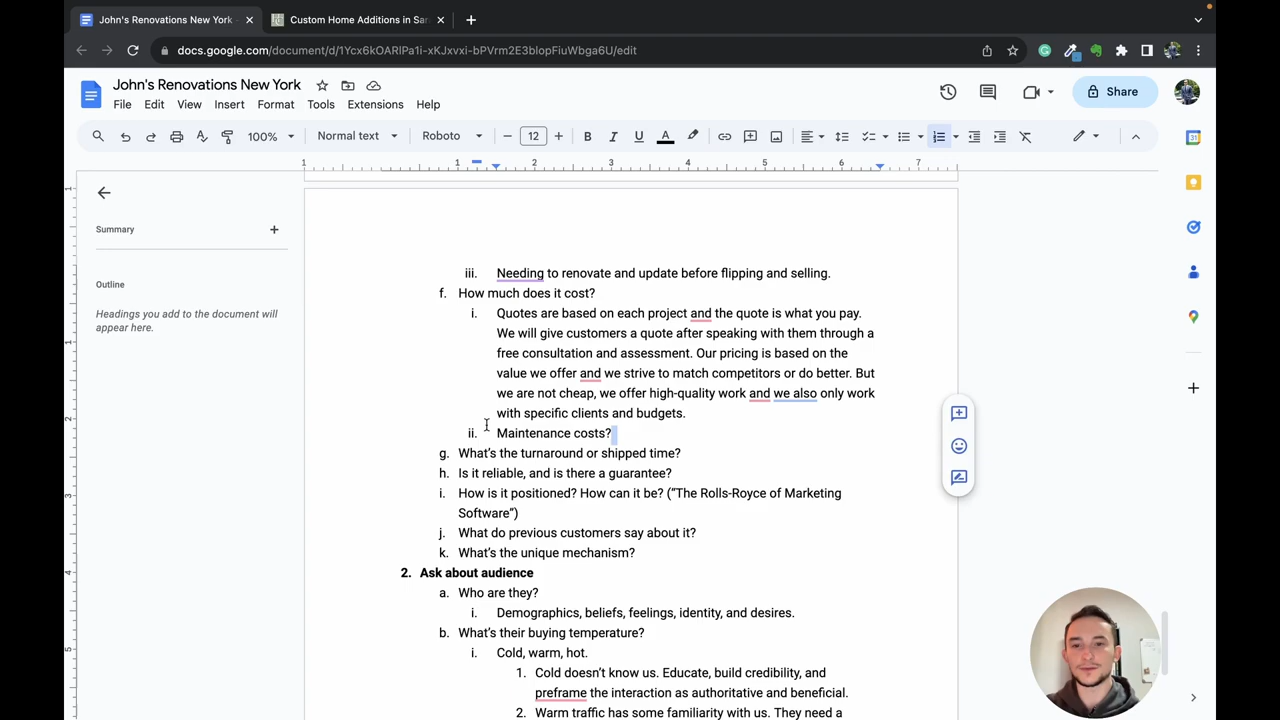 John's Renovations New York -
Custom Home Additions in Sar
docs.google.com/document/d/1Ycx6kOARlPa1i-xKJxvxi-bPVrm2E3blopFiuWbga6U/edit
John's Renovations New York
File Edit View Insert Format Tools Extensions Help
Share
100% Normal text Roboto 12
1 1 2 3 4 5 6 7
Summary
Outline
Headings you add to the document will
appear here.
iii. Needing to renovate and update before flipping and selling.
f. How much does it cost?
i. Quotes are based on each project and the quote is what you pay.
We will give customers a quote after speaking with them through a
free consultation and assessment. Our pricing is based on the
value we offer and we strive to match competitors or do better. But
we are not cheap, we offer high-quality work and we also only work
with specific clients and budgets.
ii. Maintenance costs?
g. What's the turnaround or shipped time?
h. Is it reliable, and is there a guarantee?
i. How is it positioned? How can it be? ("The Rolls-Royce of Marketing
Software")
j. What do previous customers say about it?
k. What's the unique mechanism?
2. Ask about audience
a. Who are they?
i. Demographics, beliefs, feelings, identity, and desires.
b. What's their buying temperature?
i. Cold, warm, hot.
1. Cold doesn't know us. Educate, build credibility, and
preframe the interaction as authoritative and beneficial.
2. Warm traffic has some familiarity with us. They need a